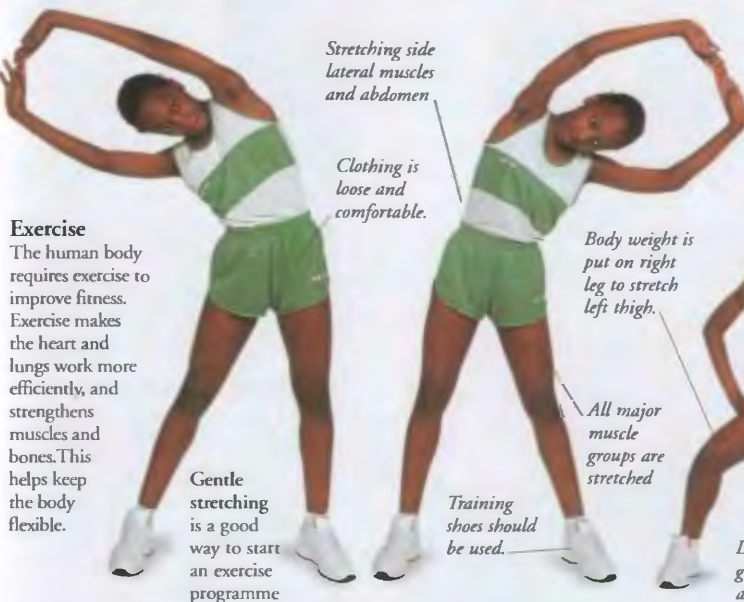 Stretching side
lateral muscles
and abdomen
Clothing is
loose and
comfortable.
Exercise
The human body
requires exercise to
improve fitness.
Exercise makes
the heart and
lungs work more
efficiently, and
strengthens
muscles and
bones.This
helps keep
the body
flexible.
Gentle
stretching
is a good
way to start
an exercise
programme
Body weight is
put on right
leg to stretch
left thigh.
All major
muscle
groups are
stretched
Training
shoes should
be used.